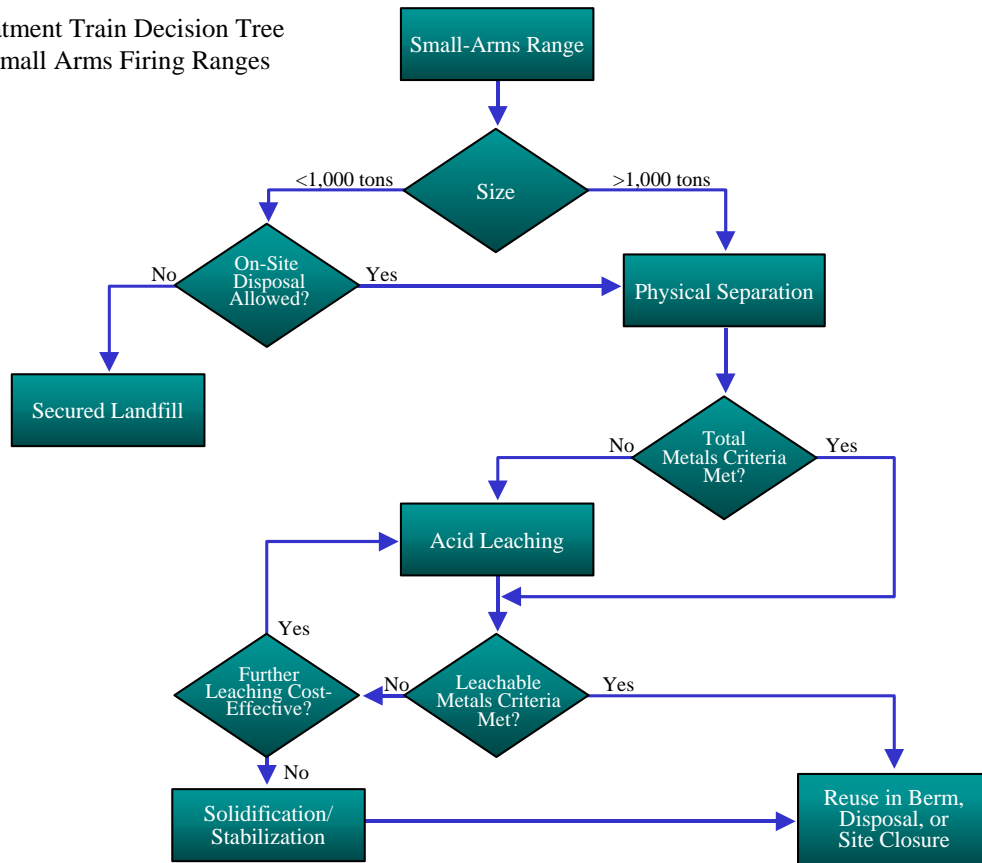 Train Decision Tree
Small Arms Firing Ranges
Small-Arms Range
<1,000 tons
Size
>1,000 tons
No
On-Site
Disposal
Allowed?
Yes
Physical Separation
Secured Landfill
No
Total
Metals Criteria
Met?
Yes
Acid Leaching
Yes
Further
Leaching Cost-
Effective?
No
Leachable
Metals Criteria
Met?
Yes
No
Solidification/
Stabilization
Reuse in Berm,
Disposal, or
Site Closure